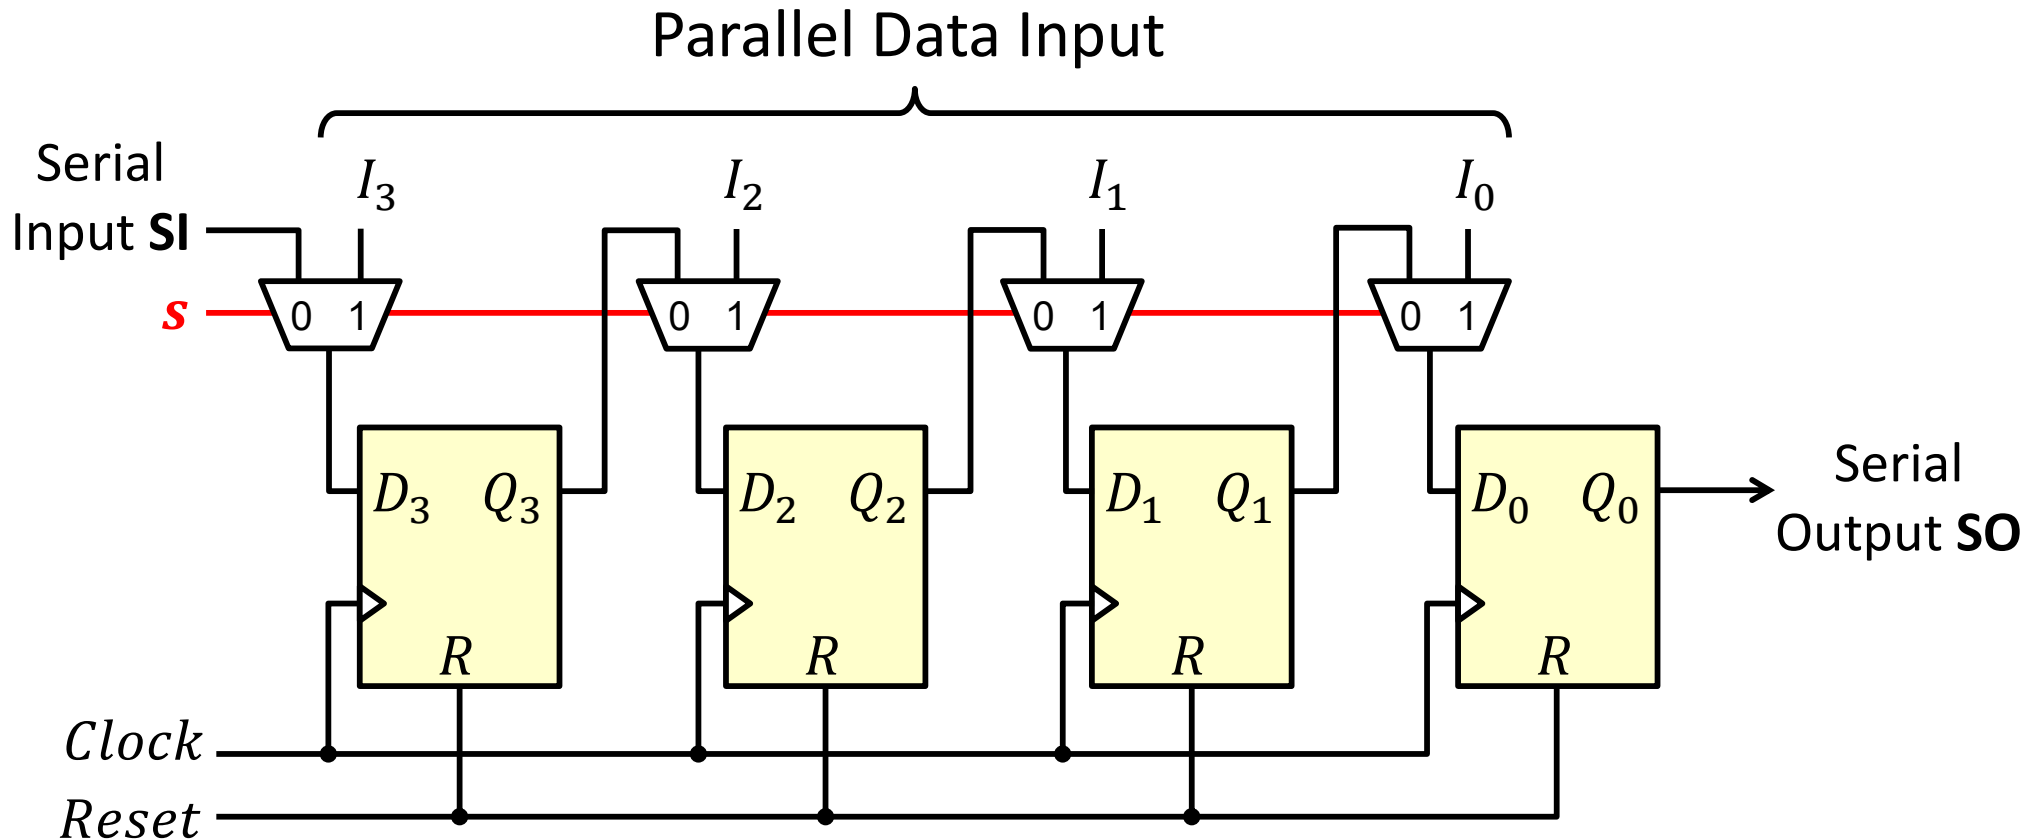 Parallel Data Input
Serial
Input SI
I₃ I₂ I₁ I₀
s
0 1 0 1 0 1 0 1
D₃ Q₃ D₂ Q₂ D₁ Q₁ D₀ Q₀
Serial
Output SO
R R R R
Clock
Reset